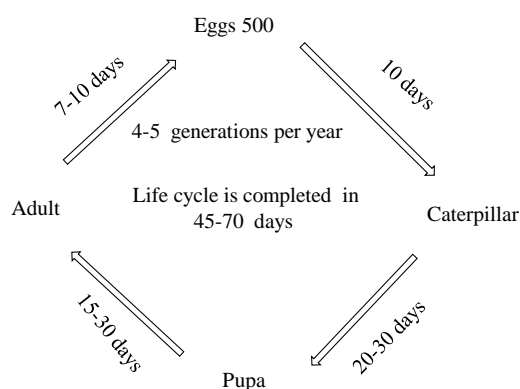 Eggs 500
7-10 days
10 days
4-5 generations per year
Adult
Life cycle is completed in
45-70 days
Caterpillar
15-30 days
20-30 days
Pupa